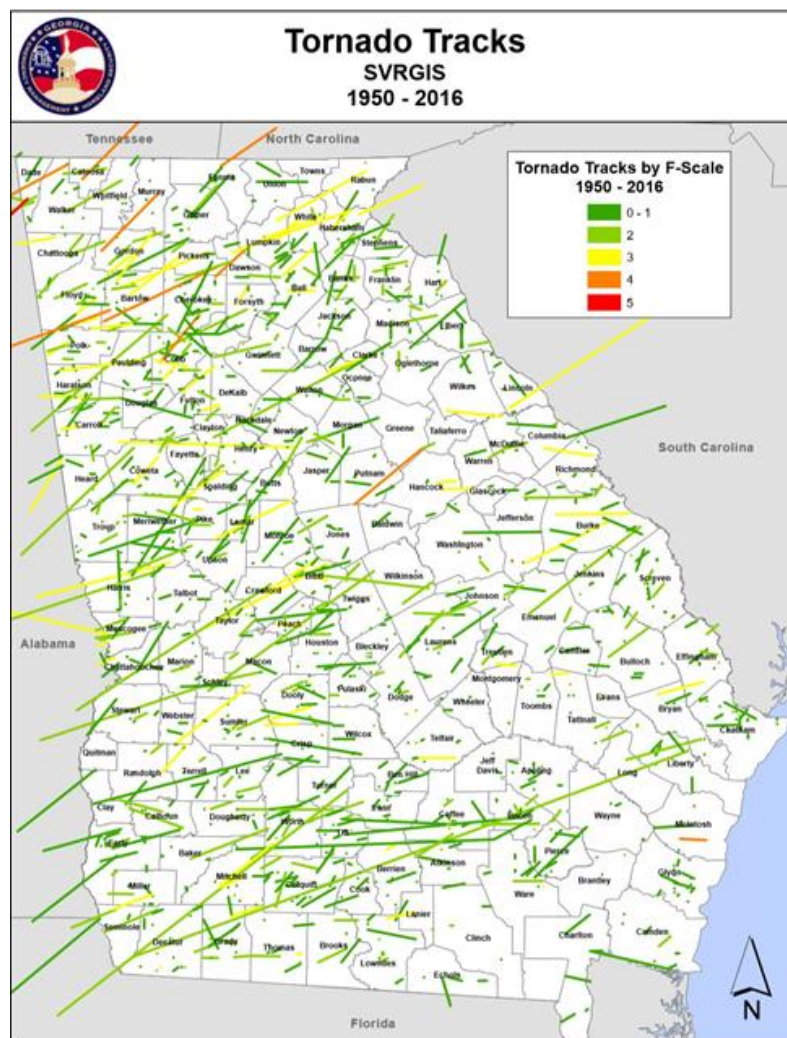 GEORGIA
Tornado Tracks
SVRGIS
1950 - 2016
Tennessee
North Carolina
Tornado Tracks by F-Scale
1950 - 2016
0 - 1
2
3
4
5
Dade
Catoosa
Whitfield
Murray
Union
Towns
Rabun
Walker
Gilmer
White
Habersham
Lumpkin
Stephens
Chattooga
Gordon
Pickens
Dawson
Banks
Franklin
Hart
Floyd
Bartow
Cherokee
Forsyth
Hall
Jackson
Madison
Elbert
Polk
Paulding
Cobb
Gwinnett
Barrow
Clarke
Oconee
Oglethorpe
Wilkes
Lincoln
Haralson
Douglas
Fulton
DeKalb
Walton
Rockdale
Newton
Morgan
Greene
Taliaferro
McDuffie
Columbia
Carroll
Clayton
Henry
Fayette
Warren
Richmond
South Carolina
Heard
Coweta
Spalding
Butts
Jasper
Putnam
Hancock
Glascock
Troup
Meriwether
Pike
Lamar
Monroe
Jones
Baldwin
Washington
Jefferson
Burke
Upson
Harris
Talbot
Crawford
Bibb
Wilkinson
Jenkins
Screven
Twiggs
Johnson
Emanuel
Muscogee
Taylor
Peach
Houston
Bleckley
Laurens
Treutlen
Candler
Bulloch
Effingham
Alabama
Chattahoochee
Marion
Macon
Schley
Dooly
Pulaski
Dodge
Montgomery
Wheeler
Toombs
Tattnall
Evans
Bryan
Chatham
Stewart
Webster
Sumter
Crisp
Wilcox
Telfair
Quitman
Randolph
Terrell
Lee
Turner
Ben Hill
Jeff
Davis
Appling
Long
Liberty
Clay
Calhoun
Dougherty
Worth
Tift
Irwin
Coffee
Bacon
Wayne
McIntosh
Early
Baker
Mitchell
Colquitt
Cook
Berrien
Atkinson
Pierce
Ware
Brantley
Glynn
Miller
Lanier
Clinch
Charlton
Camden
Seminole
Decatur
Grady
Thomas
Brooks
Lowndes
Echols
Florida
N